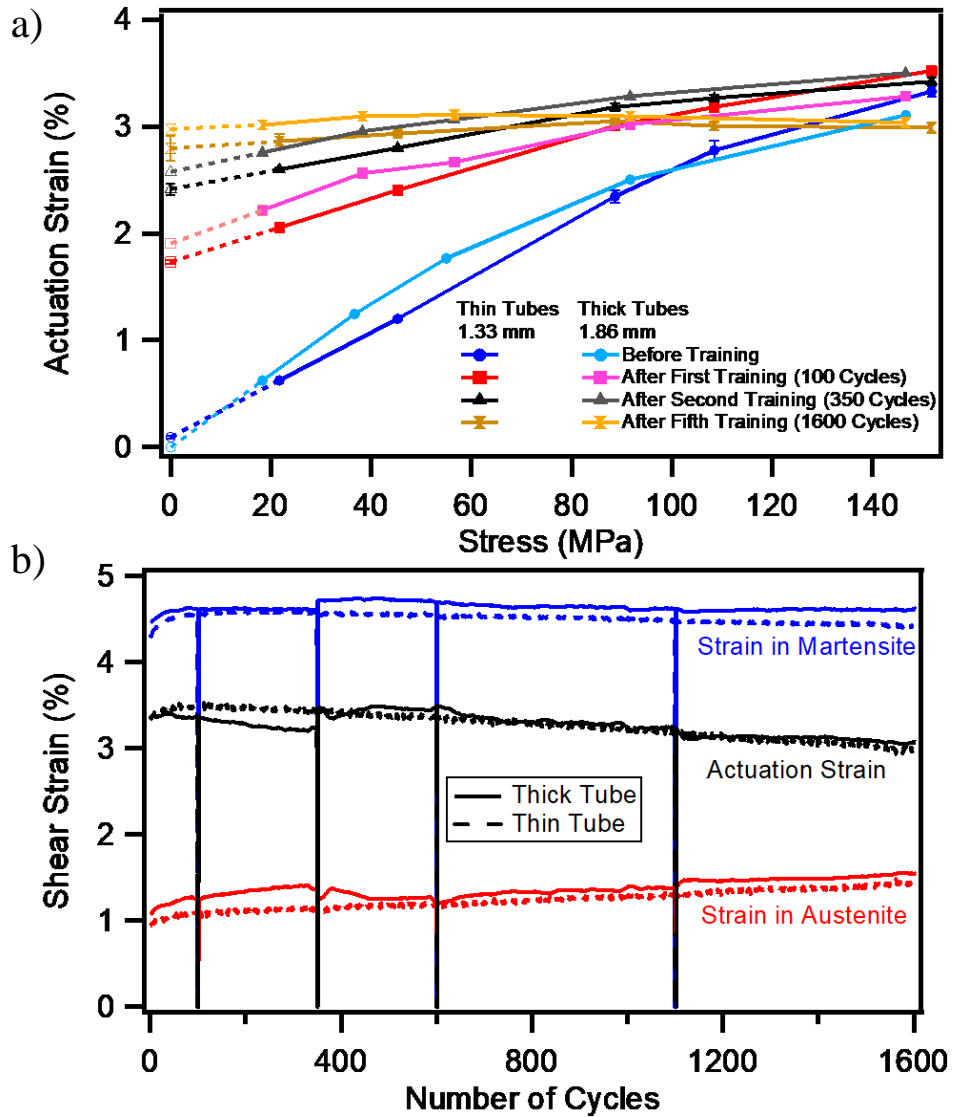 a)
4
3
2
1
0
Actuation Strain (%)
Thin Tubes Thick Tubes
1.33 mm 1.86 mm
Before Training
After First Training (100 Cycles)
After Second Training (350 Cycles)
After Fifth Training (1600 Cycles)
0 20 40 60 80 100 120 140
Stress (MPa)
b)
5
4
3
2
1
0
Shear Strain (%)
Strain in Martensite
Actuation Strain
Thick Tube
Thin Tube
Strain in Austenite
0 400 800 1200 1600
Number of Cycles